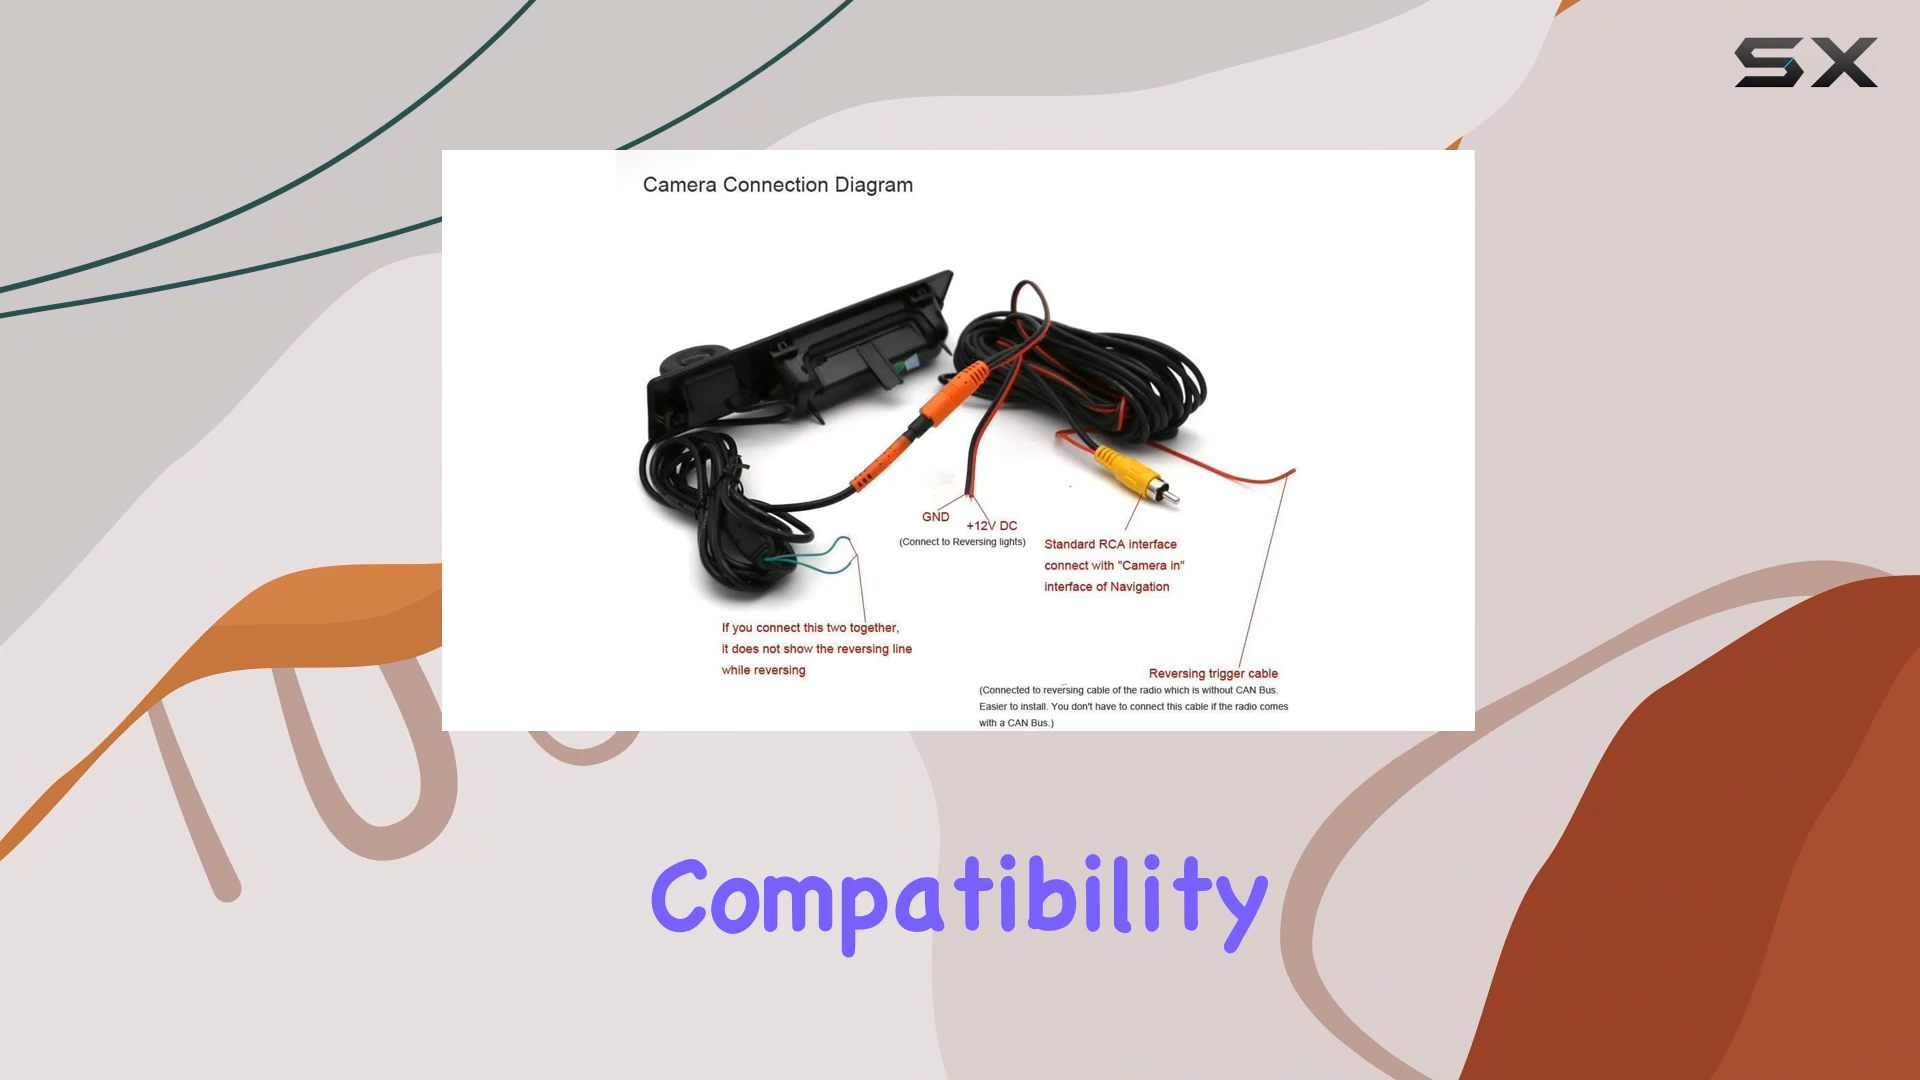 SX
Camera Connection Diagram
GND
+12V DC
(Connect to Reversing lights)
Standard RCA interface
connect with "Camera in"
interface of Navigation
If you connect this two together,
it does not show the reversing line
while reversing
Reversing trigger cable
(Connected to reversing cable of the radio which is without CAN Bus.
Easier to install. You don't have to connect this cable if the radio comes
with a CAN Bus.)
Compatibility